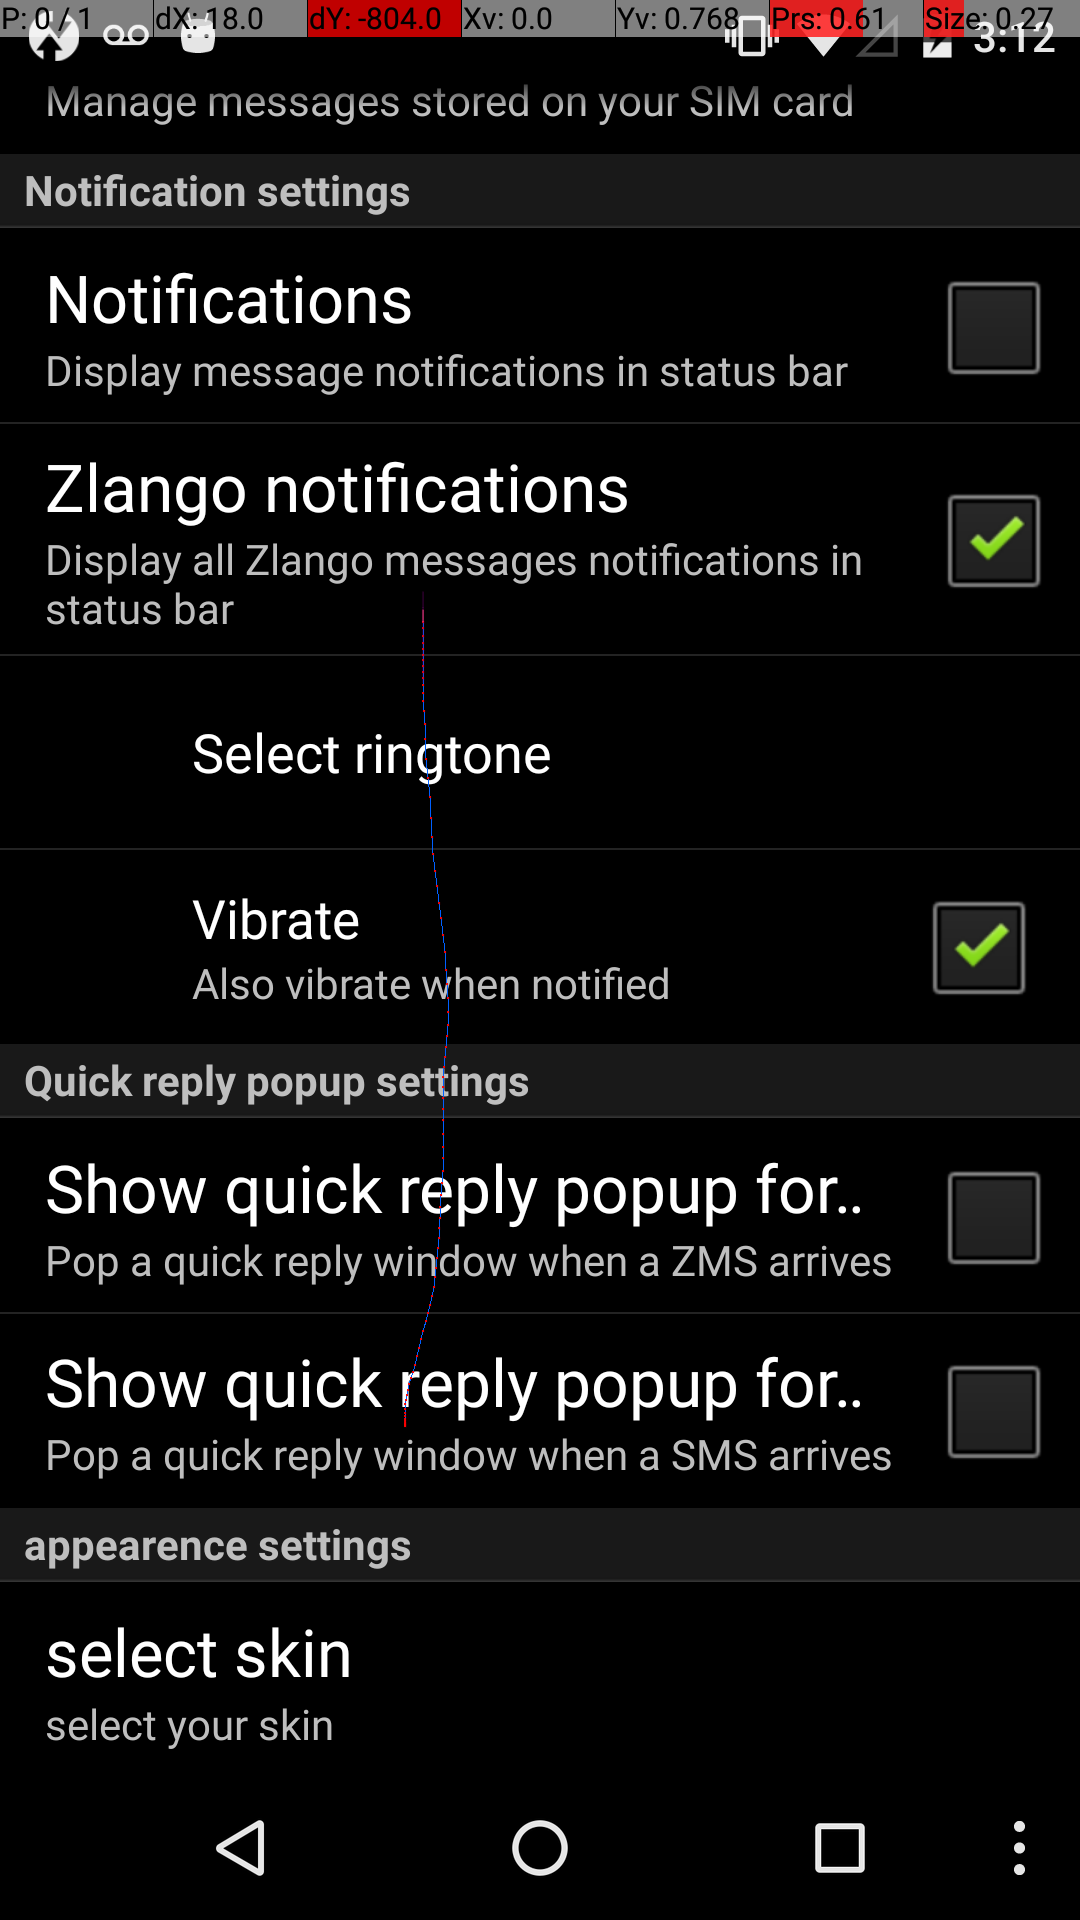 P: 0 / 1 dX: 18.0 dY: -804.0 Xv: 0.0 Yv: 0.768 Prs: 0.61 Size: 0.27
3:12
Manage messages stored on your SIM card
Notification settings
Notifications
Display message notifications in status bar
Zlango notifications
Display all Zlango messages notifications in
status bar
Select ringtone
Vibrate
Also vibrate when notified
Quick reply popup settings
Show quick reply popup for..
Pop a quick reply window when a ZMS arrives
Show quick reply popup for..
Pop a quick reply window when a SMS arrives
appearence settings
select skin
select your skin